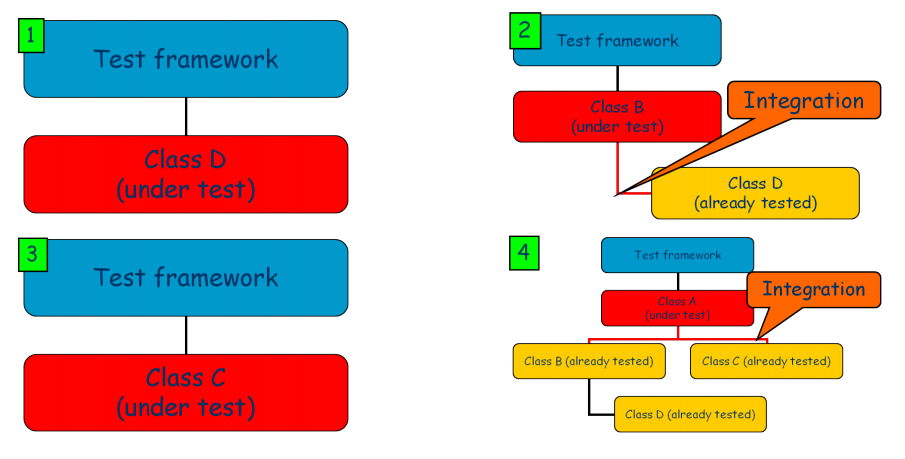 1
Test framework
Class D
(under test)
2
Test framework
Class B
(under test)
Integration
Class D
(already tested)
3
Test framework
Class C
(under test)
4
Test framework
Class A
(under test)
Integration
Class B (already tested)
Class C (already tested)
Class D (already tested)